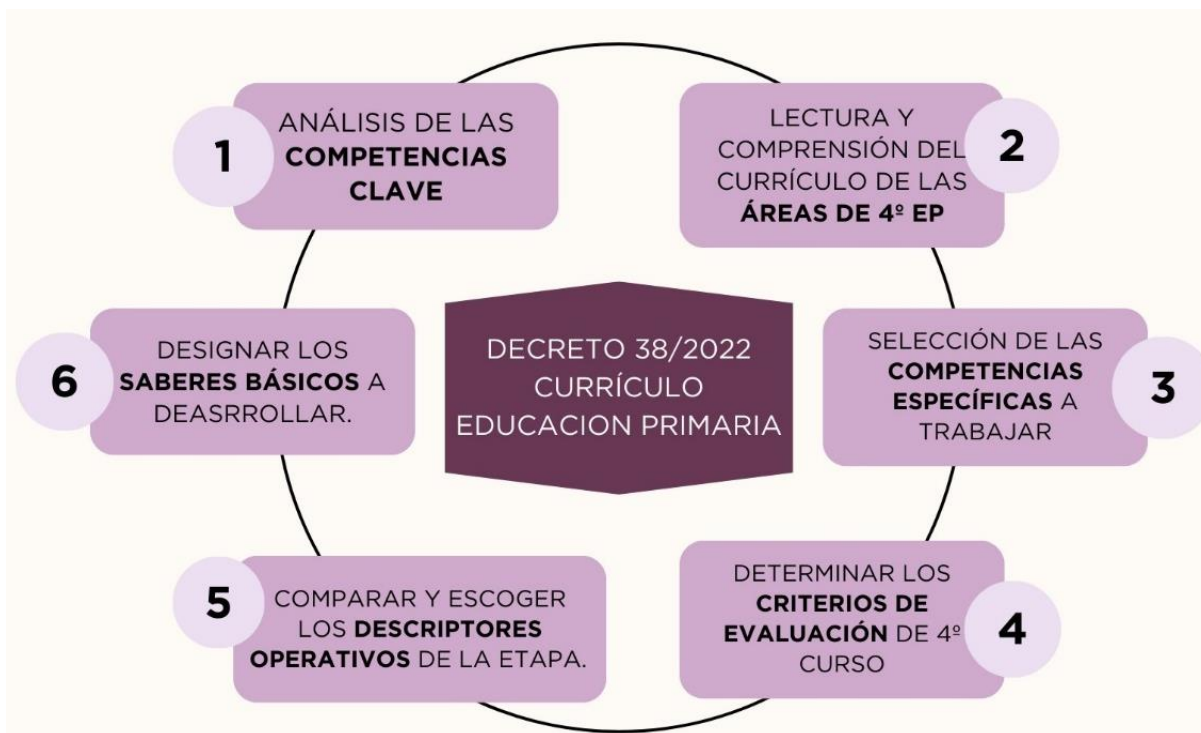 1
ANÁLISIS DE LAS
COMPETENCIAS
CLAVE
2
LECTURA Y
COMPRENSIÓN DEL
CURRÍCULO DE LAS
ÁREAS DE 4º EP
3
SELECCIÓN DE LAS
COMPETENCIAS
ESPECÍFICAS A
TRABAJAR
4
DETERMINAR LOS
CRITERIOS DE
EVALUACIÓN DE 4º
CURSO
5
COMPARAR Y ESCOGER
LOS DESCRIPTORES
OPERATIVOS DE LA ETAPA.
6
DESIGNAR LOS
SABERES BÁSICOS A
DEASRROLLAR.
DECRETO 38/2022
CURRÍCULO
EDUCACION PRIMARIA